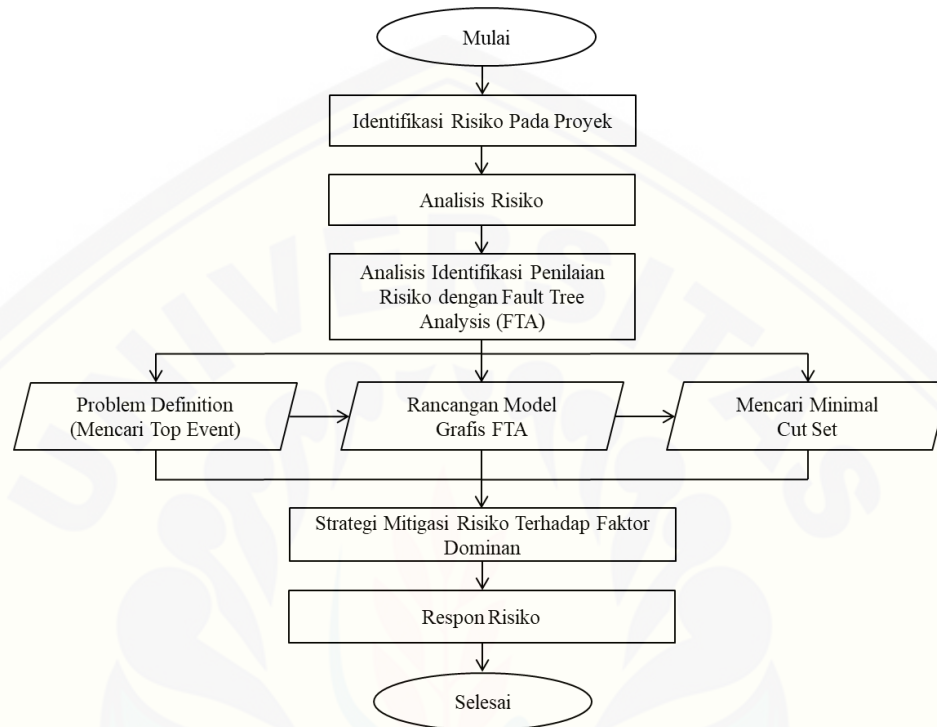 Mulai
Identifikasi Risiko Pada Proyek
Analisis Risiko
Analisis Identifikasi Penilaian
Risiko dengan Fault Tree
Analysis (FTA)
Problem Definition
(Mencari Top Event)
Rancangan Model
Grafis FTA
Mencari Minimal
Cut Set
Strategi Mitigasi Risiko Terhadap Faktor
Dominan
Respon Risiko
Selesai
UNIVERSITAS